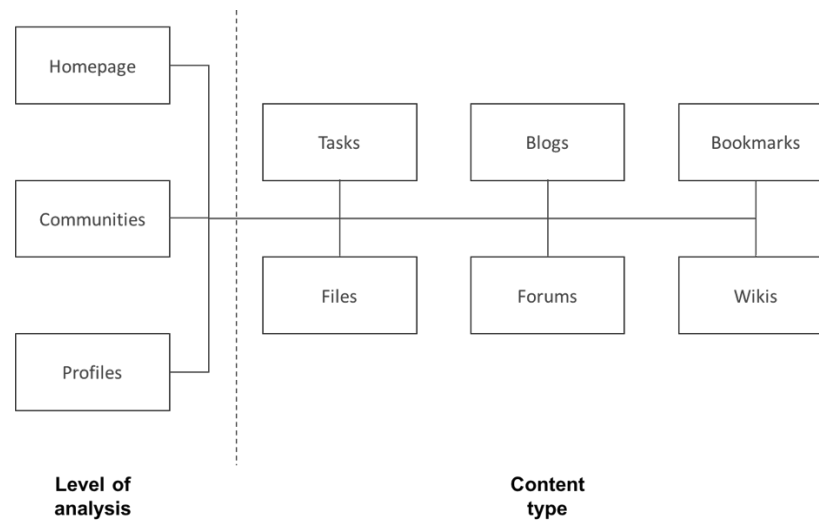 Homepage
Tasks
Blogs
Bookmarks
Communities
Files
Forums
Wikis
Profiles
Level of
analysis
Content
type